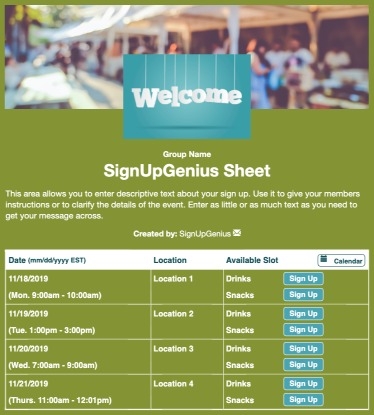 Welcome
Group Name
SignUpGenius Sheet
This area allows you to enter descriptive text about your sign up. Use it to give your members
instructions or to clarify the details of the event. Enter as little or as much text as you need to
get your message across.
Created by: SignUpGenius
Date (mm/dd/yyyy EST) Location Available Slot Calendar
11/18/2019 Location 1 Drinks Sign Up
(Mon. 9:00am - 10:00am) Snacks Sign Up
11/19/2019 Location 2 Drinks Sign Up
(Tue. 1:00pm - 3:00pm) Snacks Sign Up
11/20/2019 Location 3 Drinks Sign Up
(Wed. 7:00am - 9:00am) Snacks Sign Up
11/21/2019 Location 4 Drinks Sign Up
(Thurs. 11:00am - 12:01pm) Snacks Sign Up